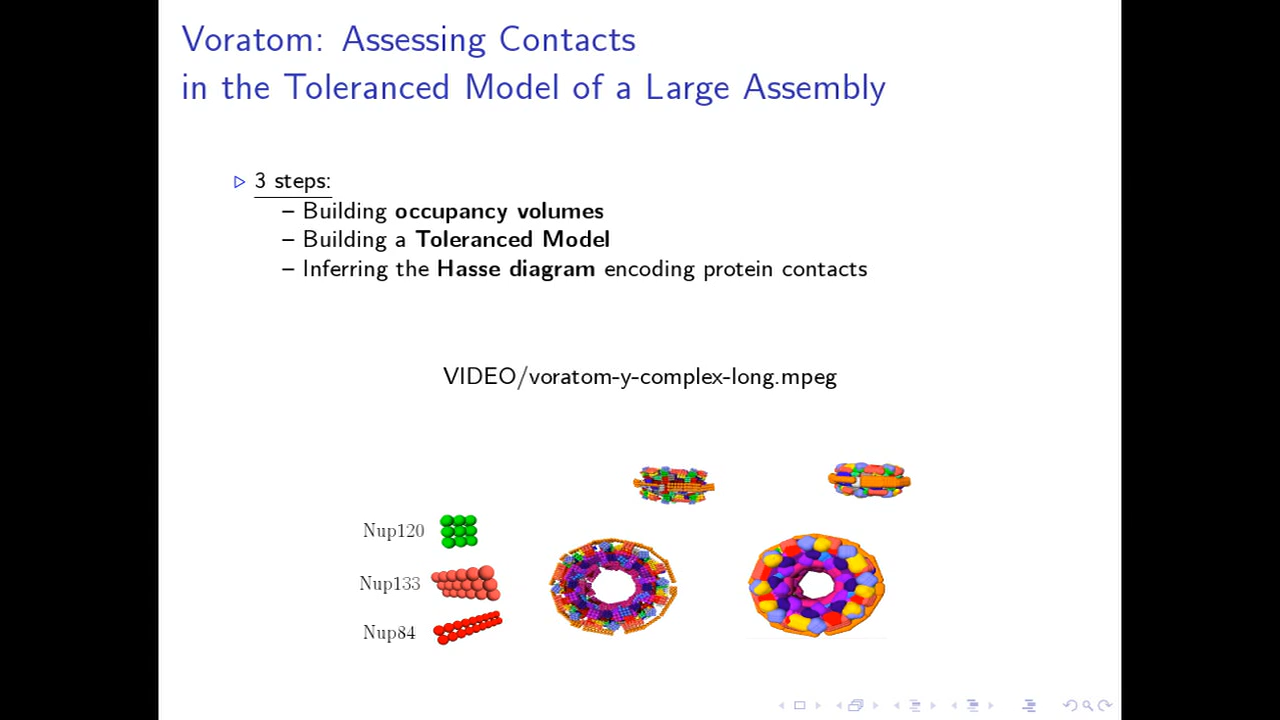 Voratom: Assessing Contacts
in the Toleranced Model of a Large Assembly
▷ 3 steps:
– Building occupancy volumes
– Building a Toleranced Model
– Inferring the Hasse diagram encoding protein contacts
VIDEO/voratom-y-complex-long.mpeg
Nup120
Nup133
Nup84